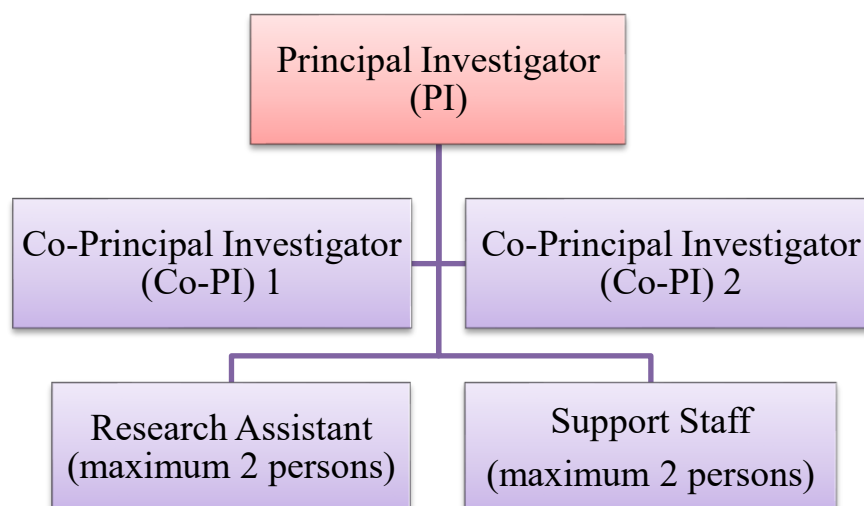 Principal Investigator
(PI)
Co-Principal Investigator
(Co-PI) 1
Co-Principal Investigator
(Co-PI) 2
Research Assistant
(maximum 2 persons)
Support Staff
(maximum 2 persons)